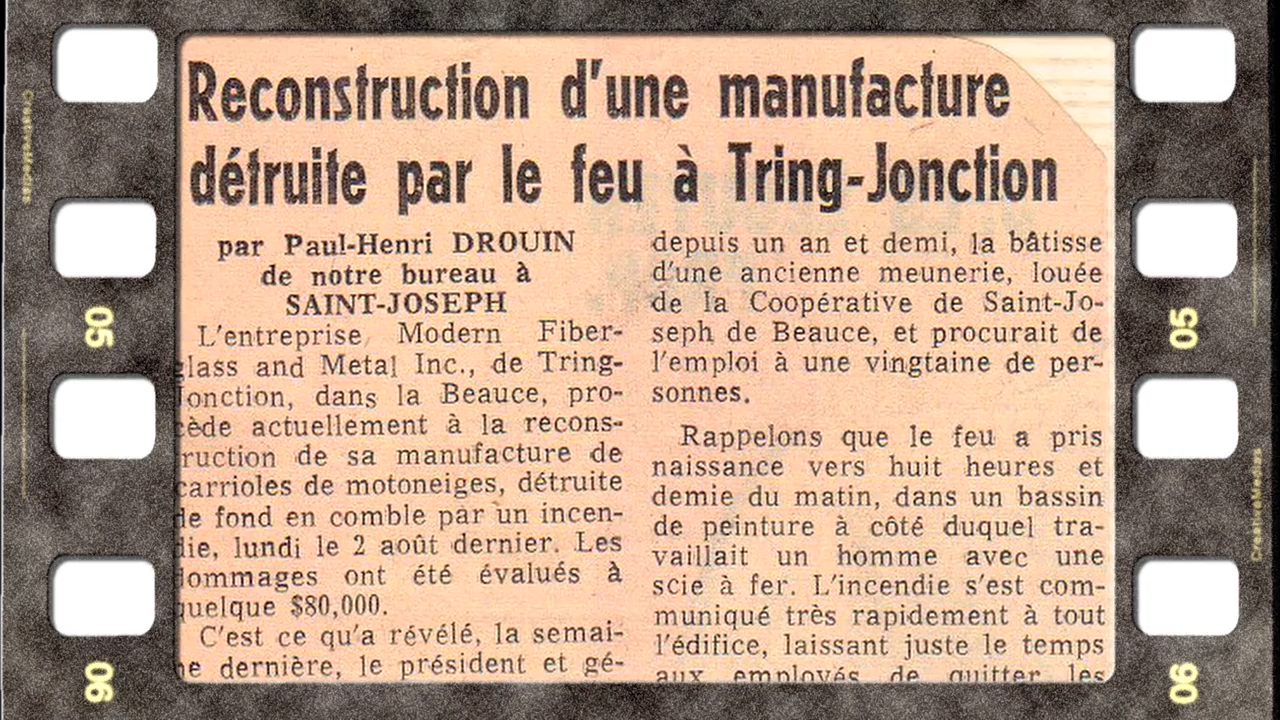 Reconstruction d'une manufacture
détruite par le feu à Tring-Jonction
par Paul-Henri DROUIN
de notre bureau à
SAINT-JOSEPH
L'entreprise Modern Fiber-
glass and Metal Inc., de Tring-
Jonction, dans la Beauce, pro-
cède actuellement à la recons-
truction de sa manufacture de
carrioles de motoneiges, détruite
de fond en comble par un incen-
die, lundi le 2 août dernier. Les
dommages ont été évalués à
quelque $80,000.
C'est ce qu'a révélé, la semai-
ne dernière, le président et gé-
depuis un an et demi, la bâtisse
d'une ancienne meunerie, louée
de la Coopérative de Saint-Jo-
seph de Beauce, et procurait de
l'emploi à une vingtaine de per-
sonnes.
Rappelons que le feu a pris
naissance vers huit heures et
demie du matin, dans un bassin
de peinture à côté duquel tra-
vaillait un homme avec une
scie à fer. L'incendie s'est com-
muniqué très rapidement à tout
l'édifice, laissant juste le temps
aux employés de quitter les
05
06
05
06
CreativeMedias
CreativeMedias